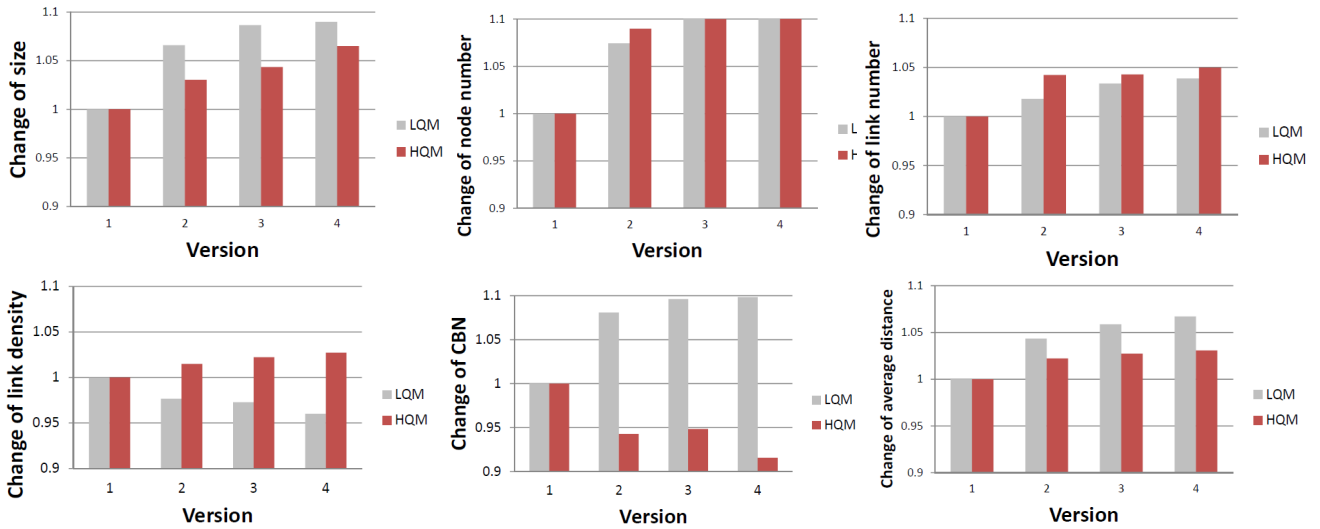 Change of size
1.1
1.05
1
0.95
0.9
1 2 3 4
Version
LQM
HQM
Change of node number
1.1
1.05
1
0.95
0.9
1 2 3 4
Version
Change of link number
1.1
1.05
1
0.95
0.9
1 2 3 4
Version
LQM
HQM
Change of link density
1.1
1.05
1
0.95
0.9
1 2 3 4
Version
LQM
HQM
Change of CBN
1.1
1.05
1
0.95
0.9
1 2 3 4
Version
LQM
HQM
Change of average distance
1.1
1.05
1
0.95
0.9
1 2 3 4
Version
LQM
HQM